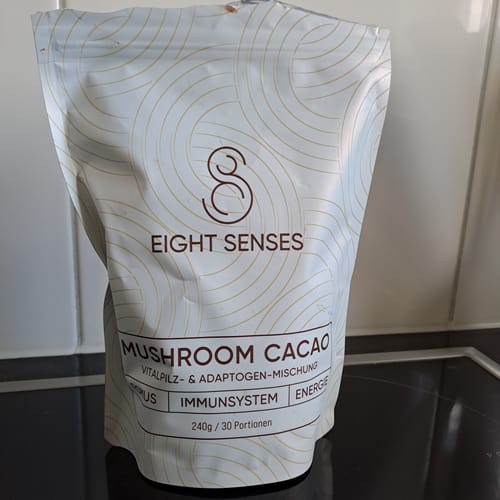 EIGHT SENSES
MUSHROOM CACAO
VITALPILZ- & ADAPTOGEN-MISCHUNG
IMMUNSYSTEM ENERGIE
240g / 30 Portionen